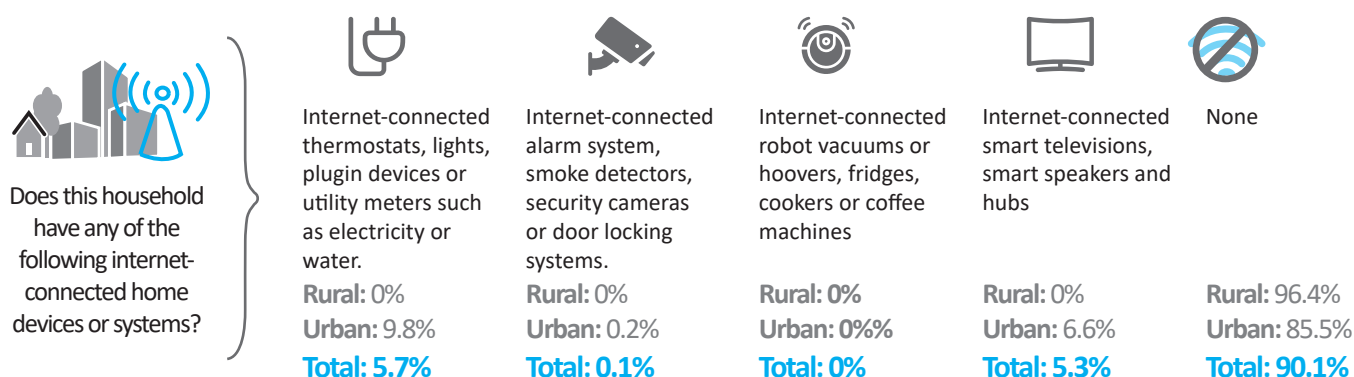 Does this household
have any of the
following internet-
connected home
devices or systems?
Internet-connected
thermostats, lights,
plugin devices or
utility meters such
as electricity or
water.
Rural: 0%
Urban: 9.8%
Total: 5.7%
Internet-connected
alarm system,
smoke detectors,
security cameras
or door locking
systems.
Rural: 0%
Urban: 0.2%
Total: 0.1%
Internet-connected
robot vacuums or
hoovers, fridges,
cookers or coffee
machines
Rural: 0%
Urban: 0%%
Total: 0%
Internet-connected
smart televisions,
smart speakers and
hubs
Rural: 0%
Urban: 6.6%
Total: 5.3%
None
Rural: 96.4%
Urban: 85.5%
Total: 90.1%